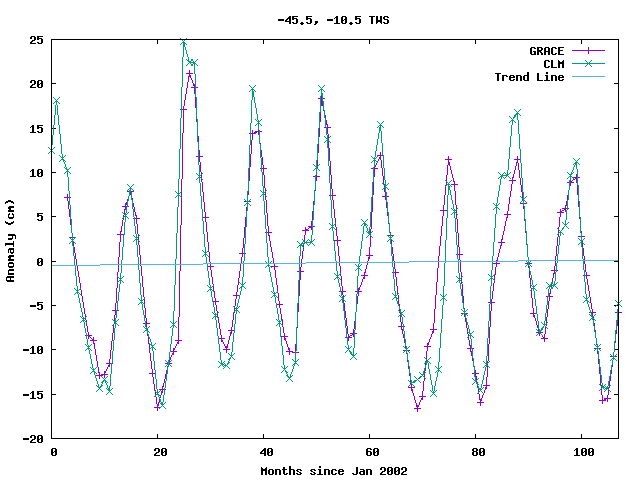 -45.5, -10.5 TWS
GRACE
CLM
Trend Line
25
20
15
10
5
0
-5
-10
-15
-20
Anomaly (cm)
0 20 40 60 80 100
Months since Jan 2002